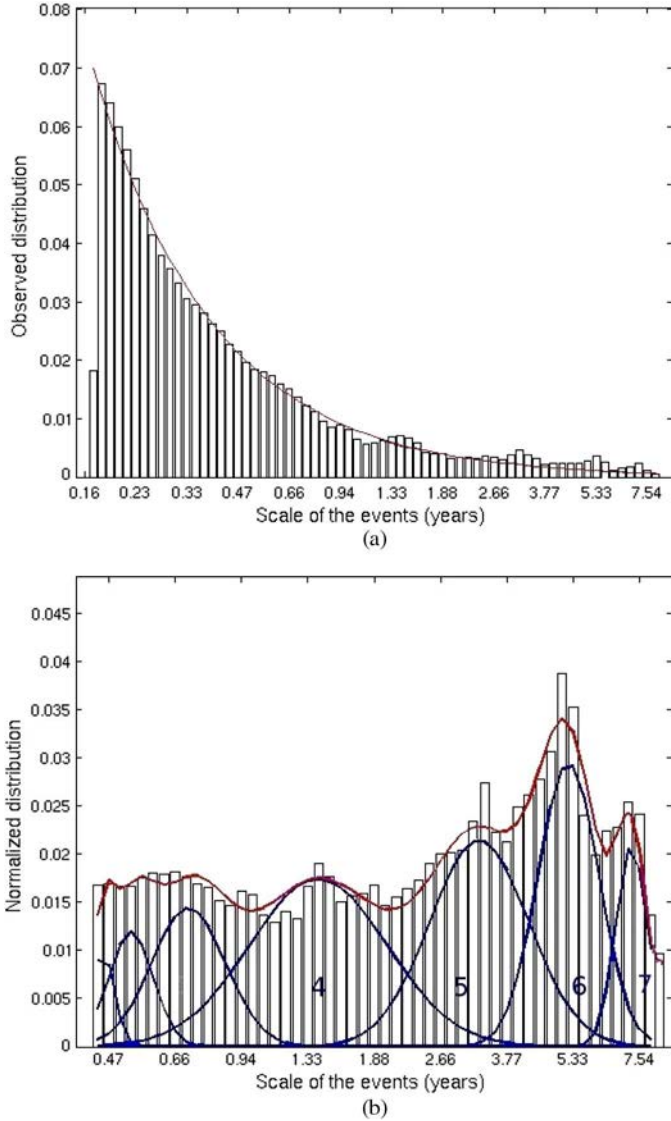 0.08
0.07
0.06
0.05
0.04
0.03
0.02
0.01
0
Observed distribution
0.16 0.23 0.33 0.47 0.66 0.94 1.33 1.88 2.66 3.77 5.33 7.54
Scale of the events (years)
(a)
0.045
0.04
0.035
0.03
0.025
0.02
0.015
0.01
0.005
0
Normalized distribution
4 5 6 7
0.47 0.66 0.94 1.33 1.88 2.66 3.77 5.33 7.54
Scale of the events (years)
(b)